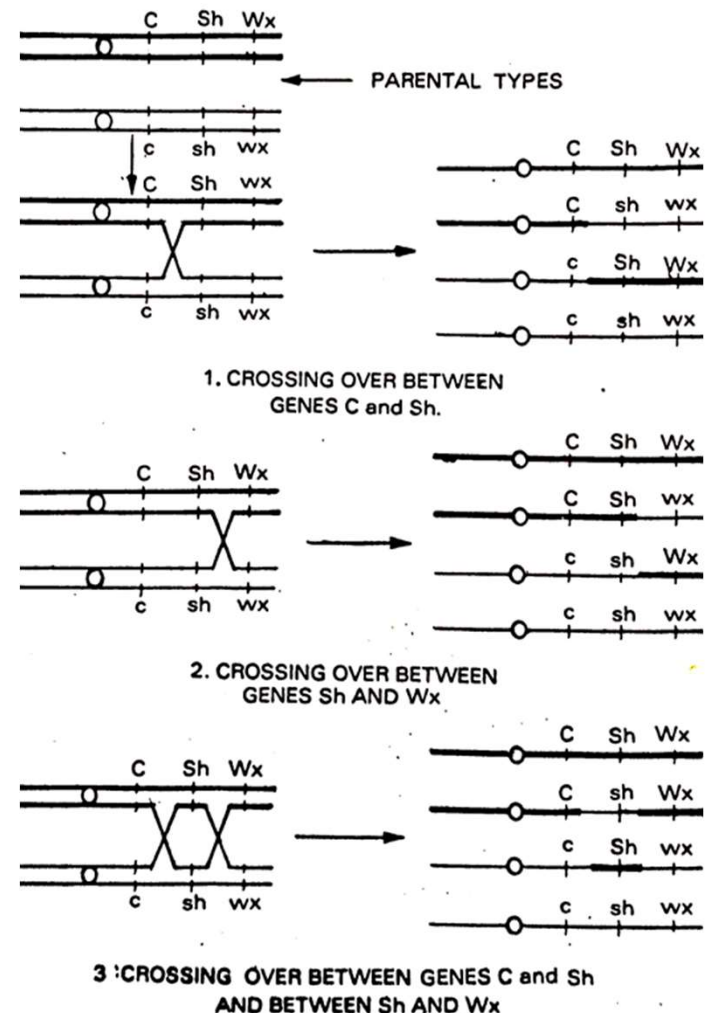 C Sh Wx
PARENTAL TYPES
c sh wx
C Sh wx
c sh wx
C Sh Wx
C sh wx
c Sh Wx
c sh wx
1. CROSSING OVER BETWEEN
GENES C and Sh.
C Sh Wx
c sh wx
C Sh Wx
C Sh wx
c sh Wx
c sh wx
2. CROSSING OVER BETWEEN
GENES Sh AND Wx
C Sh Wx
c sh wx
C Sh Wx
C sh Wx
c Sh wx
c sh wx
3 :CROSSING OVER BETWEEN GENES C and Sh
AND BETWEEN Sh AND Wx